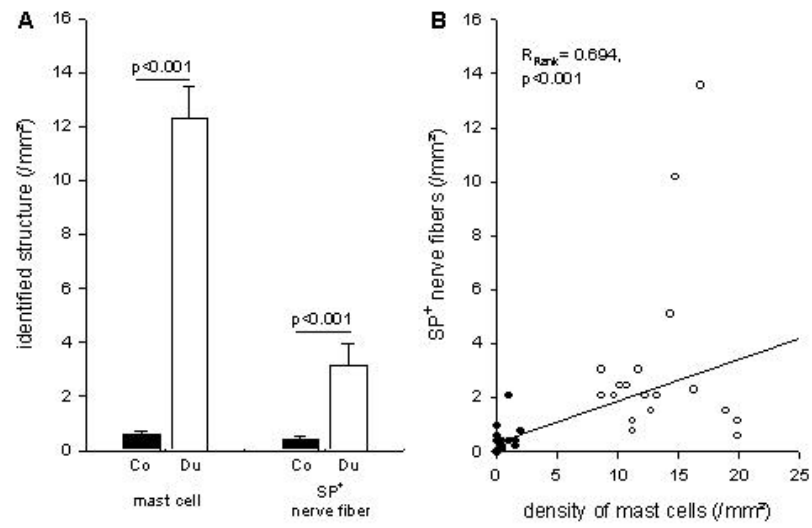 A
identified structure (/mm²)
16
14
12
10
8
6
4
2
0
p<0.001
p<0.001
Co
Du
Co
Du
mast cell
SP⁺
nerve fiber
B
SP⁺ nerve fibers (/mm²)
16
14
12
10
8
6
4
2
0
R_Rank = 0.694,
p<0.001
0
5
10
15
20
25
density of mast cells (/mm²)